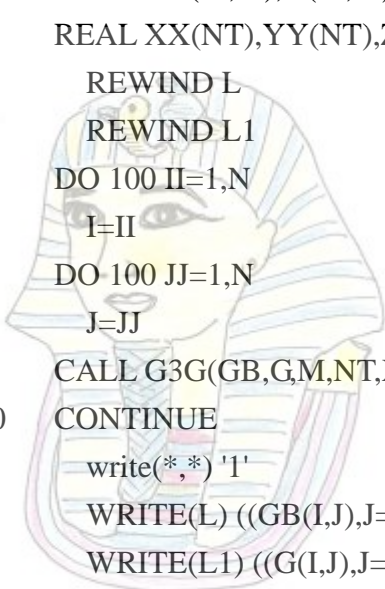 REAL XX(NT),YY(NT),
REWIND L
REWIND L1
DO 100 II=1,N
I=II
DO 100 JJ=1,N
J=JJ
CALL G3G(GB,G,M,NT,
0 CONTINUE
write(*,*) '1'
WRITE(L) ((GB(I,J),J=
WRITE(L1) ((G(I,J),J=